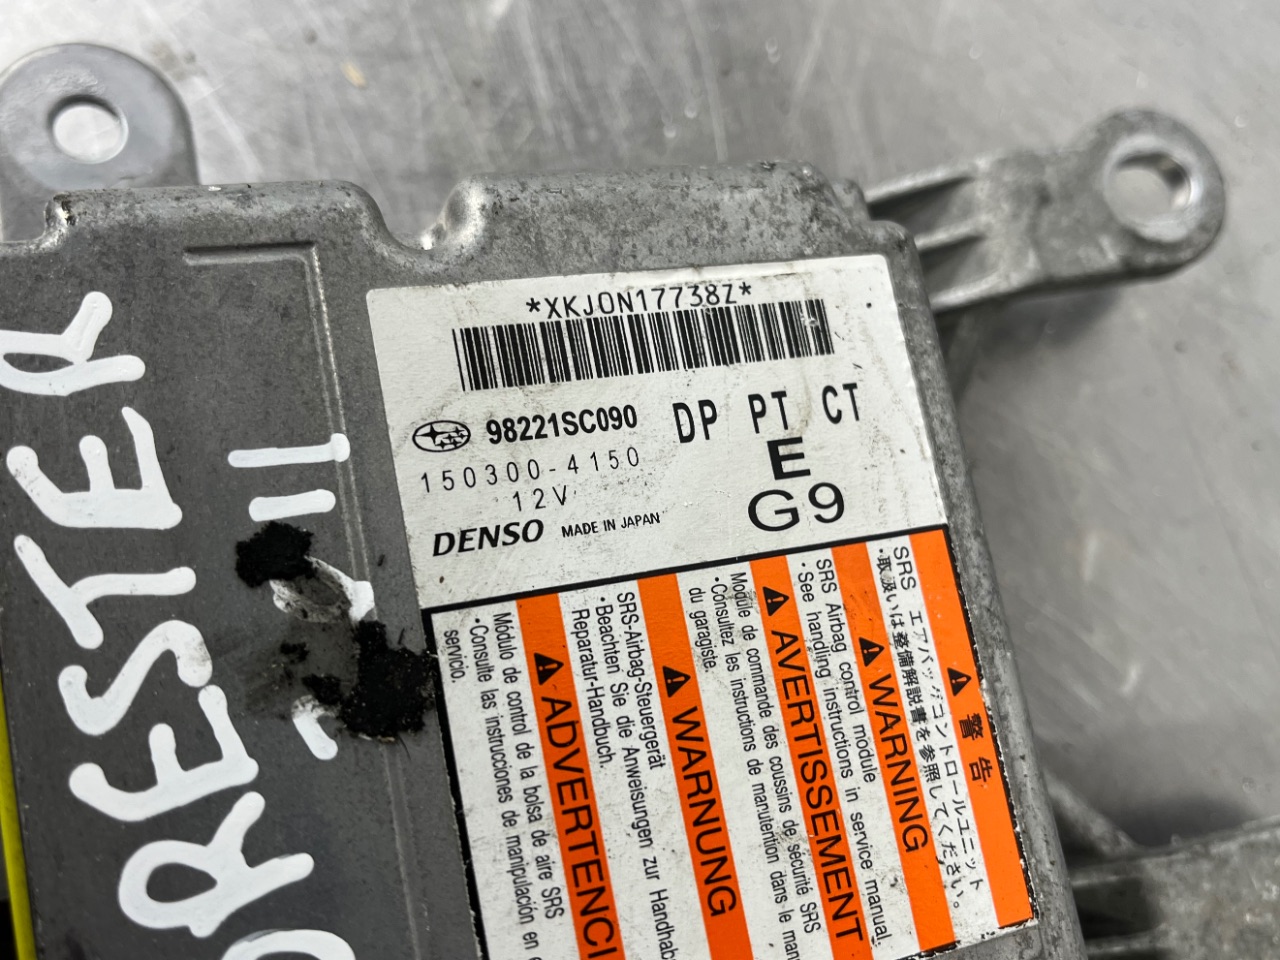 *XKJ0N17738Z*
98221SC090 DP PT CT
150300-4150 E
12V G9
DENSO MADE IN JAPAN
警告
SRS エアバッグコントロールユニット
・取扱いは整備解説書を参照してください。
WARNING
SRS Airbag control module
・See handling instructions in service manual.
AVERTISSEMENT
Module de commande des coussins de sécurité SRS
・Consultez les instructions de manutention dans le
du garagiste.
WARNUNG
SRS-Airbag-Steuergerät
・Beachten Sie die Anweisungen zur
Reparatur-Handbuch.
ADVERTENCI
Módulo de control de la bolsa de aire SRS
・Consulte las instrucciones de manipulación en
servicio.
ORESTER
11